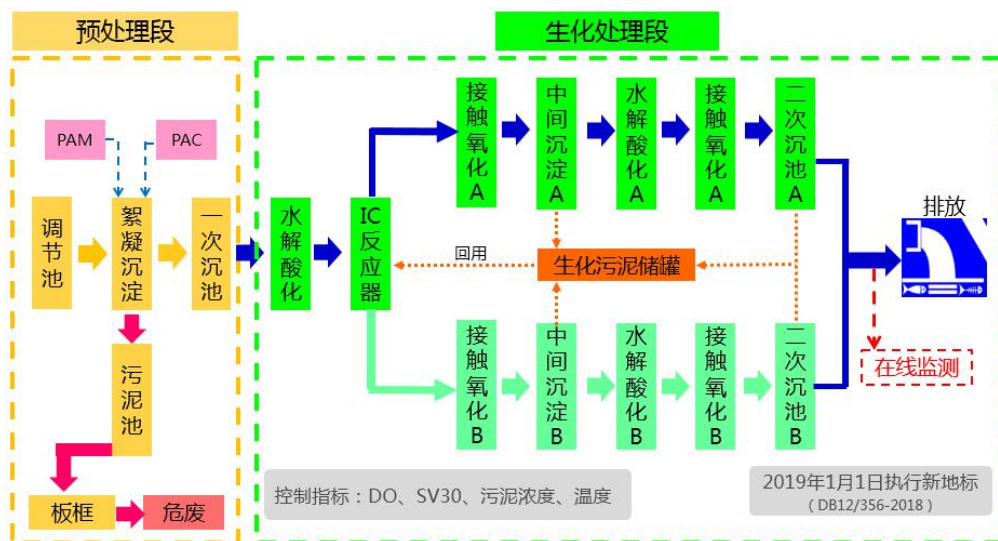 预处理段
生化处理段
PAM
PAC
调节池
絮凝沉淀
一次沉池
污泥池
板框
危废
水解酸化
IC反应器
接触氧化A
中间沉淀A
水解酸化A
接触氧化A
二次沉池A
回用
生化污泥储罐
接触氧化B
中间沉淀B
水解酸化B
接触氧化B
二次沉池B
排放
在线监测
控制指标：DO、SV30、污泥浓度、温度
2019年1月1日执行新地标
（DB12/356-2018）